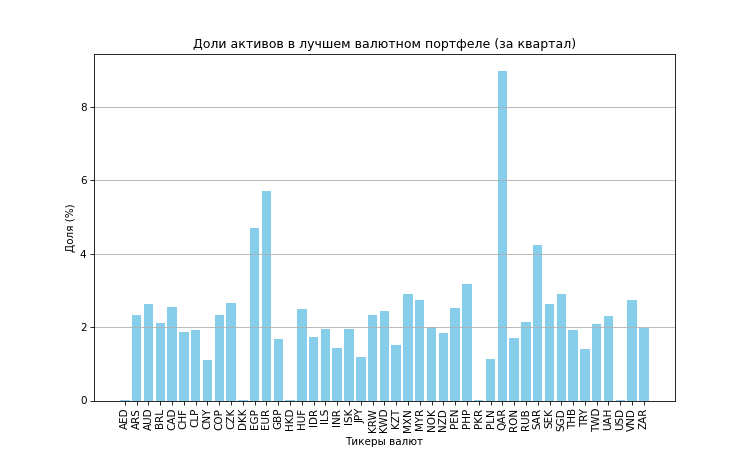 Доли активов в лучшем валютном портфеле (за квартал)
Доля (%)
8
6
4
2
0
AED ARS AUD BRL CAD CHF CLP CNY COP CZK DKK EGP EUR GBP HKD HUF IDR ILS INR ISK JPY KRW KWD KZT MXN MYR NOK NZD PEN PHP PKR PLN QAR RON RUB SAR SEK SGD THB TRY TWD UAH USD VND ZAR
Тикеры валют